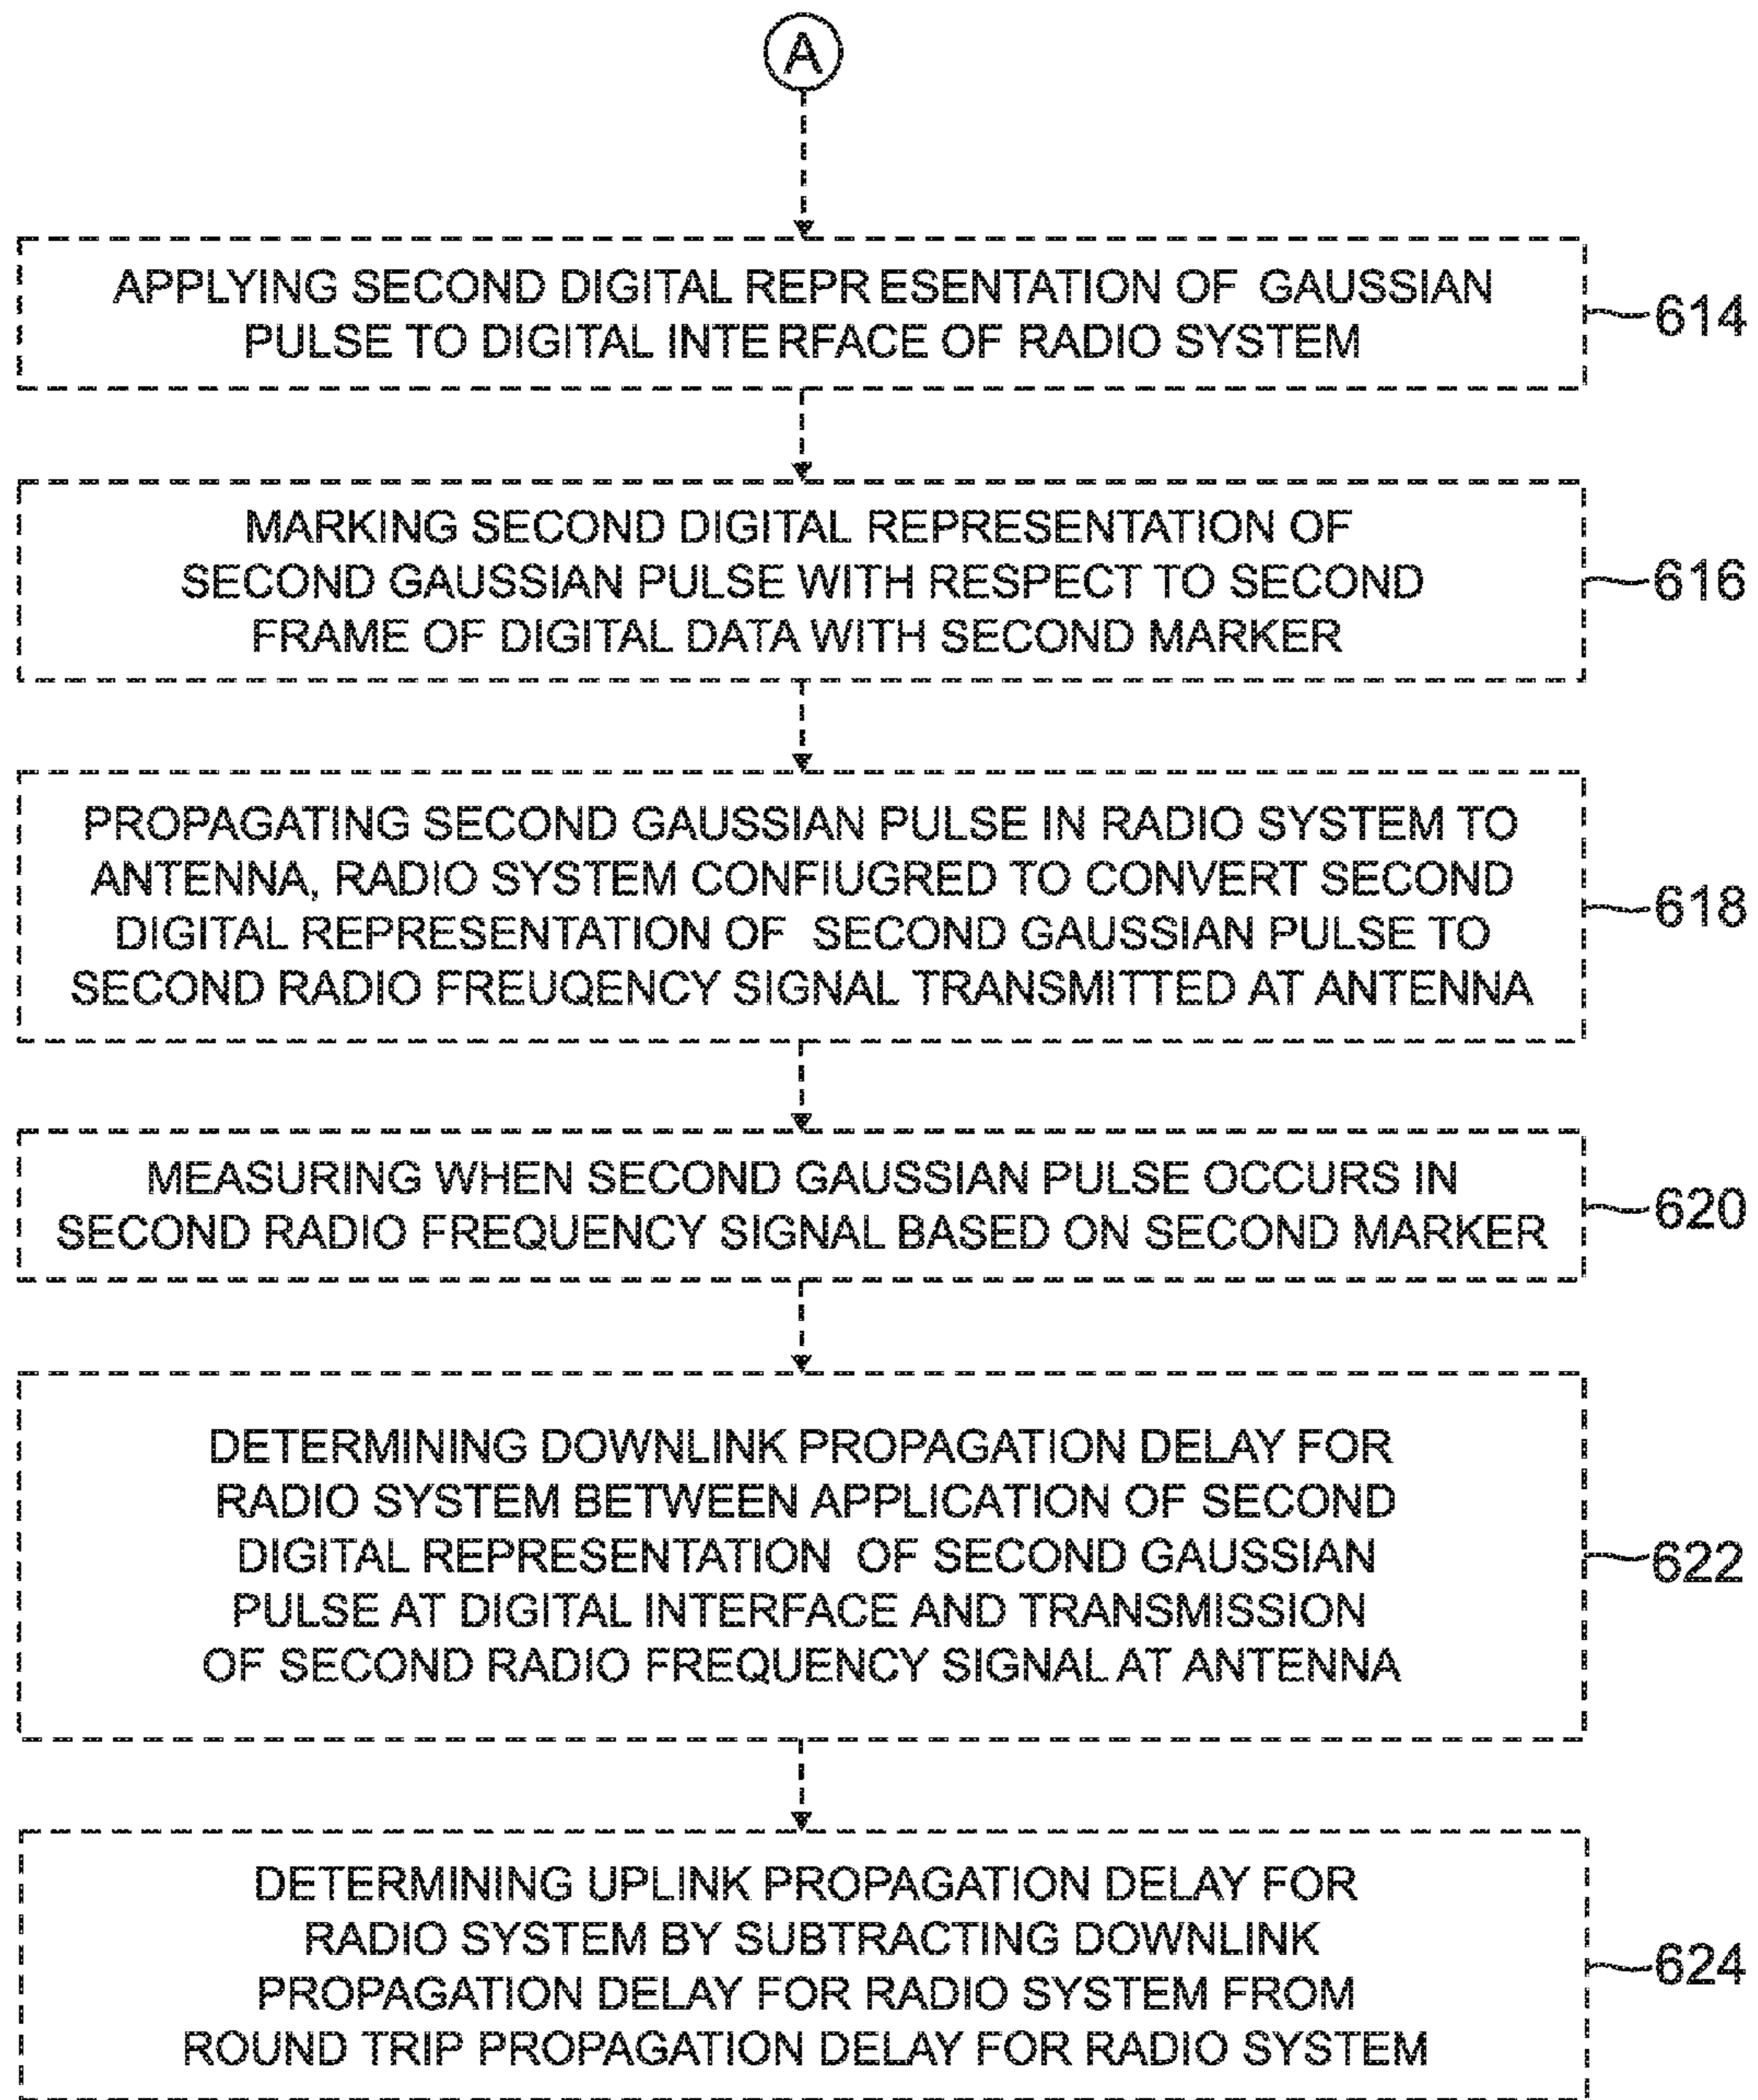 A
APPLYING SECOND DIGITAL REPRESENTATION OF GAUSSIAN
PULSE TO DIGITAL INTERFACE OF RADIO SYSTEM
614
MARKING SECOND DIGITAL REPRESENTATION OF
SECOND GAUSSIAN PULSE WITH RESPECT TO SECOND
FRAME OF DIGITAL DATA WITH SECOND MARKER
616
PROPAGATING SECOND GAUSSIAN PULSE IN RADIO SYSTEM TO
ANTENNA, RADIO SYSTEM CONFIUGRED TO CONVERT SECOND
DIGITAL REPRESENTATION OF SECOND GAUSSIAN PULSE TO
SECOND RADIO FREUQENCY SIGNAL TRANSMITTED AT ANTENNA
618
MEASURING WHEN SECOND GAUSSIAN PULSE OCCURS IN
SECOND RADIO FREQUENCY SIGNAL BASED ON SECOND MARKER
620
DETERMINING DOWNLINK PROPAGATION DELAY FOR
RADIO SYSTEM BETWEEN APPLICATION OF SECOND
DIGITAL REPRESENTATION OF SECOND GAUSSIAN
PULSE AT DIGITAL INTERFACE AND TRANSMISSION
OF SECOND RADIO FREQUENCY SIGNAL AT ANTENNA
622
DETERMINING UPLINK PROPAGATION DELAY FOR
RADIO SYSTEM BY SUBTRACTING DOWNLINK
PROPAGATION DELAY FOR RADIO SYSTEM FROM
ROUND TRIP PROPAGATION DELAY FOR RADIO SYSTEM
624